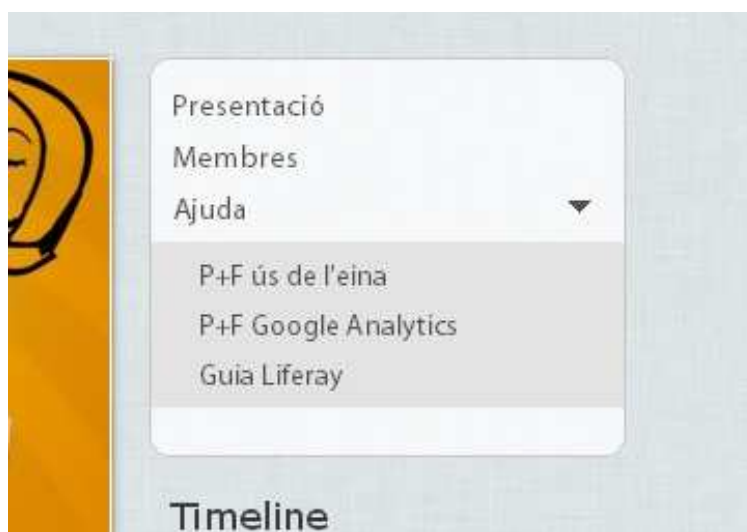 Presentació
Membres
Ajuda
P+F ús de l'eina
P+F Google Analytics
Guia Liferay
Timeline